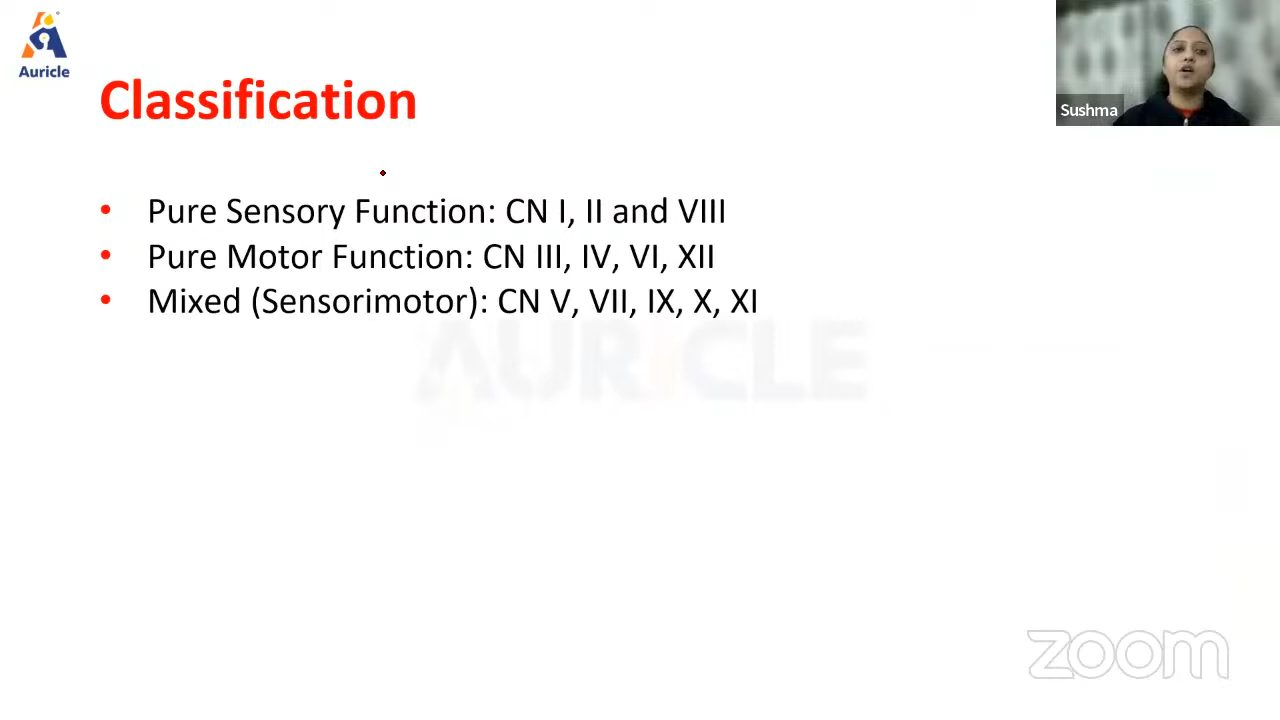 Auricle
Sushma
Classification
• Pure Sensory Function: CN I, II and VIII
• Pure Motor Function: CN III, IV, VI, XII
• Mixed (Sensorimotor): CN V, VII, IX, X, XI
AURICLE
zoom